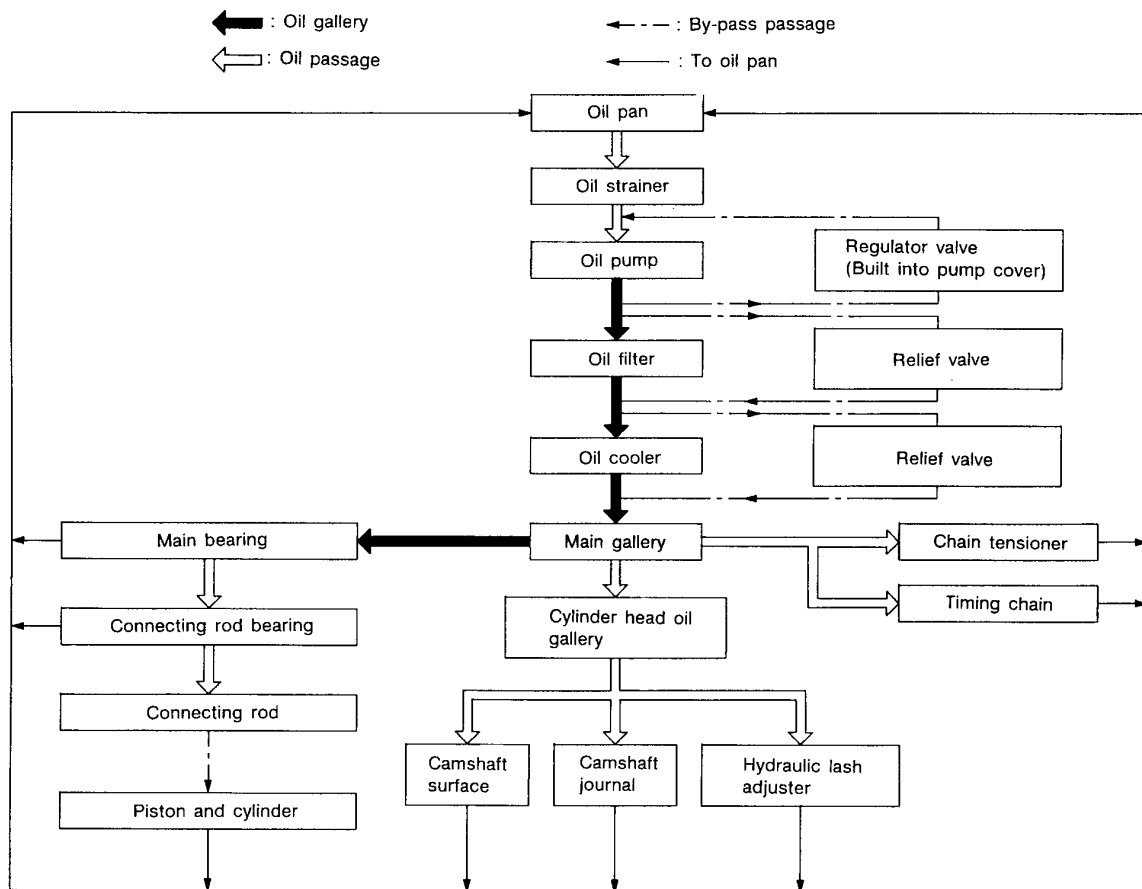 : Oil gallery
: By-pass passage
: Oil passage
: To oil pan
Oil pan
Oil strainer
Oil pump
Regulator valve
(Built into pump cover)
Oil filter
Relief valve
Oil cooler
Relief valve
Main bearing
Main gallery
Chain tensioner
Connecting rod bearing
Cylinder head oil
gallery
Timing chain
Connecting rod
Camshaft
surface
Camshaft
journal
Hydraulic lash
adjuster
Piston and cylinder